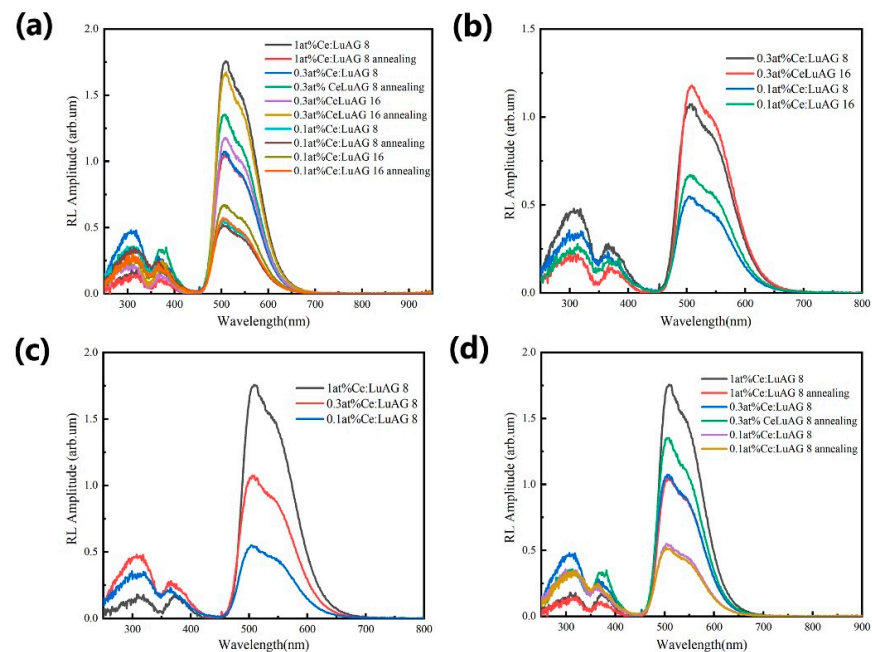 (a)
2.0
1.5
1.0
0.5
0.0
RL Amplitude (arb.um)
300 400 500 600 700 800 900
Wavelength(nm)
1at%Ce:LuAG 8
1at%Ce:LuAG 8 annealing
0.3at%Ce:LuAG 8
0.3at% CeLuAG 8 annealing
0.3at%CeLuAG 16
0.3at%CeLuAG 16 annealing
0.1at%Ce:LuAG 8
0.1at%Ce:LuAG 8 annealing
0.1at%Ce:LuAG 16
0.1at%Ce:LuAG 16 annealing
(b)
1.5
1.0
0.5
0.0
RL Amplitude (arb.um)
300 400 500 600 700 800
Wavelength(nm)
0.3at%Ce:LuAG 8
0.3at%CeLuAG 16
0.1at%Ce:LuAG 8
0.1at%Ce:LuAG 16
(c)
2.0
1.5
1.0
0.5
0.0
RL Amplitude (arb.um)
300 400 500 600 700 800
Wavelength(nm)
1at%Ce:LuAG 8
0.3at%Ce:LuAG 8
0.1at%Ce:LuAG 8
(d)
2.0
1.5
1.0
0.5
0.0
RL Amplitude (arb.um)
300 400 500 600 700 800 900
Wavelength(nm)
1at%Ce:LuAG 8
1at%Ce:LuAG 8 annealing
0.3at%Ce:LuAG 8
0.3at% CeLuAG 8 annealing
0.1at%Ce:LuAG 8
0.1at%Ce:LuAG 8 annealing